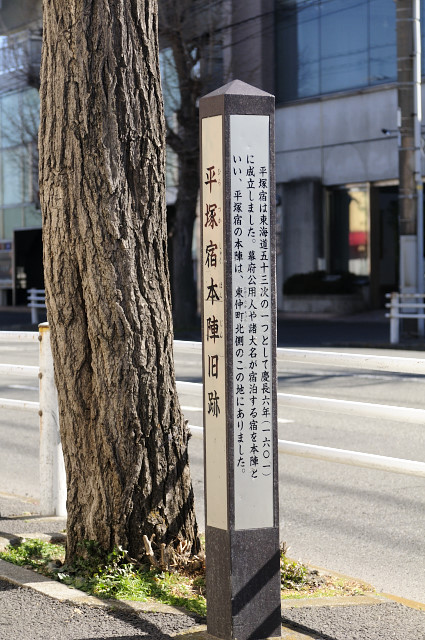 平塚宿本陣旧跡
平塚宿は東海道五十三次の一つとして慶長六年(一六〇一)
に成立しました。幕府公用人や諸大名が宿泊する宿を本陣と
いい、平塚宿の本陣は、東仲町北側のこの地にありました。